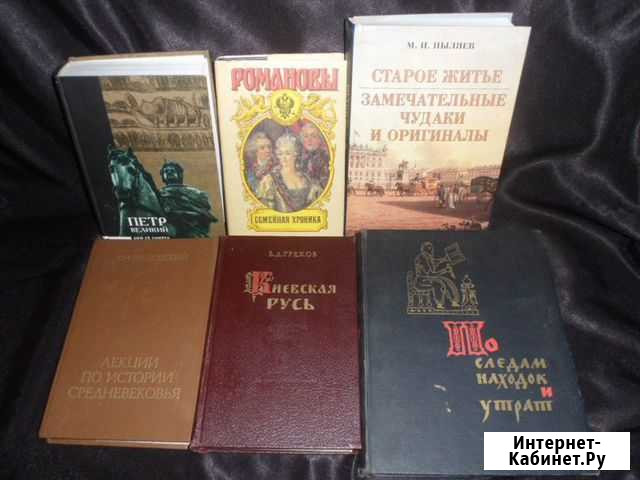 ПЕТР
ВЕЛИКИЙ
РОМАНОВЫ
СЕМЕЙНАЯ ХРОНИКА
М. И. ПЫЛЯЕВ
СТАРОЕ ЖИТЬЕ
ЗАМЕЧАТЕЛЬНЫЕ
ЧУДАКИ
И ОРИГИНАЛЫ
ЛЕКЦИИ
ПО ИСТОРИИ
СРЕДНЕВЕКОВЬЯ
Б.Д.ГРЕКОВ
КИЕВСКАЯ
РУСЬ
ПО
СЛЕДАМ
НАХОДОК
И
УТРАТ
Интернет-
Кабинет.Ру